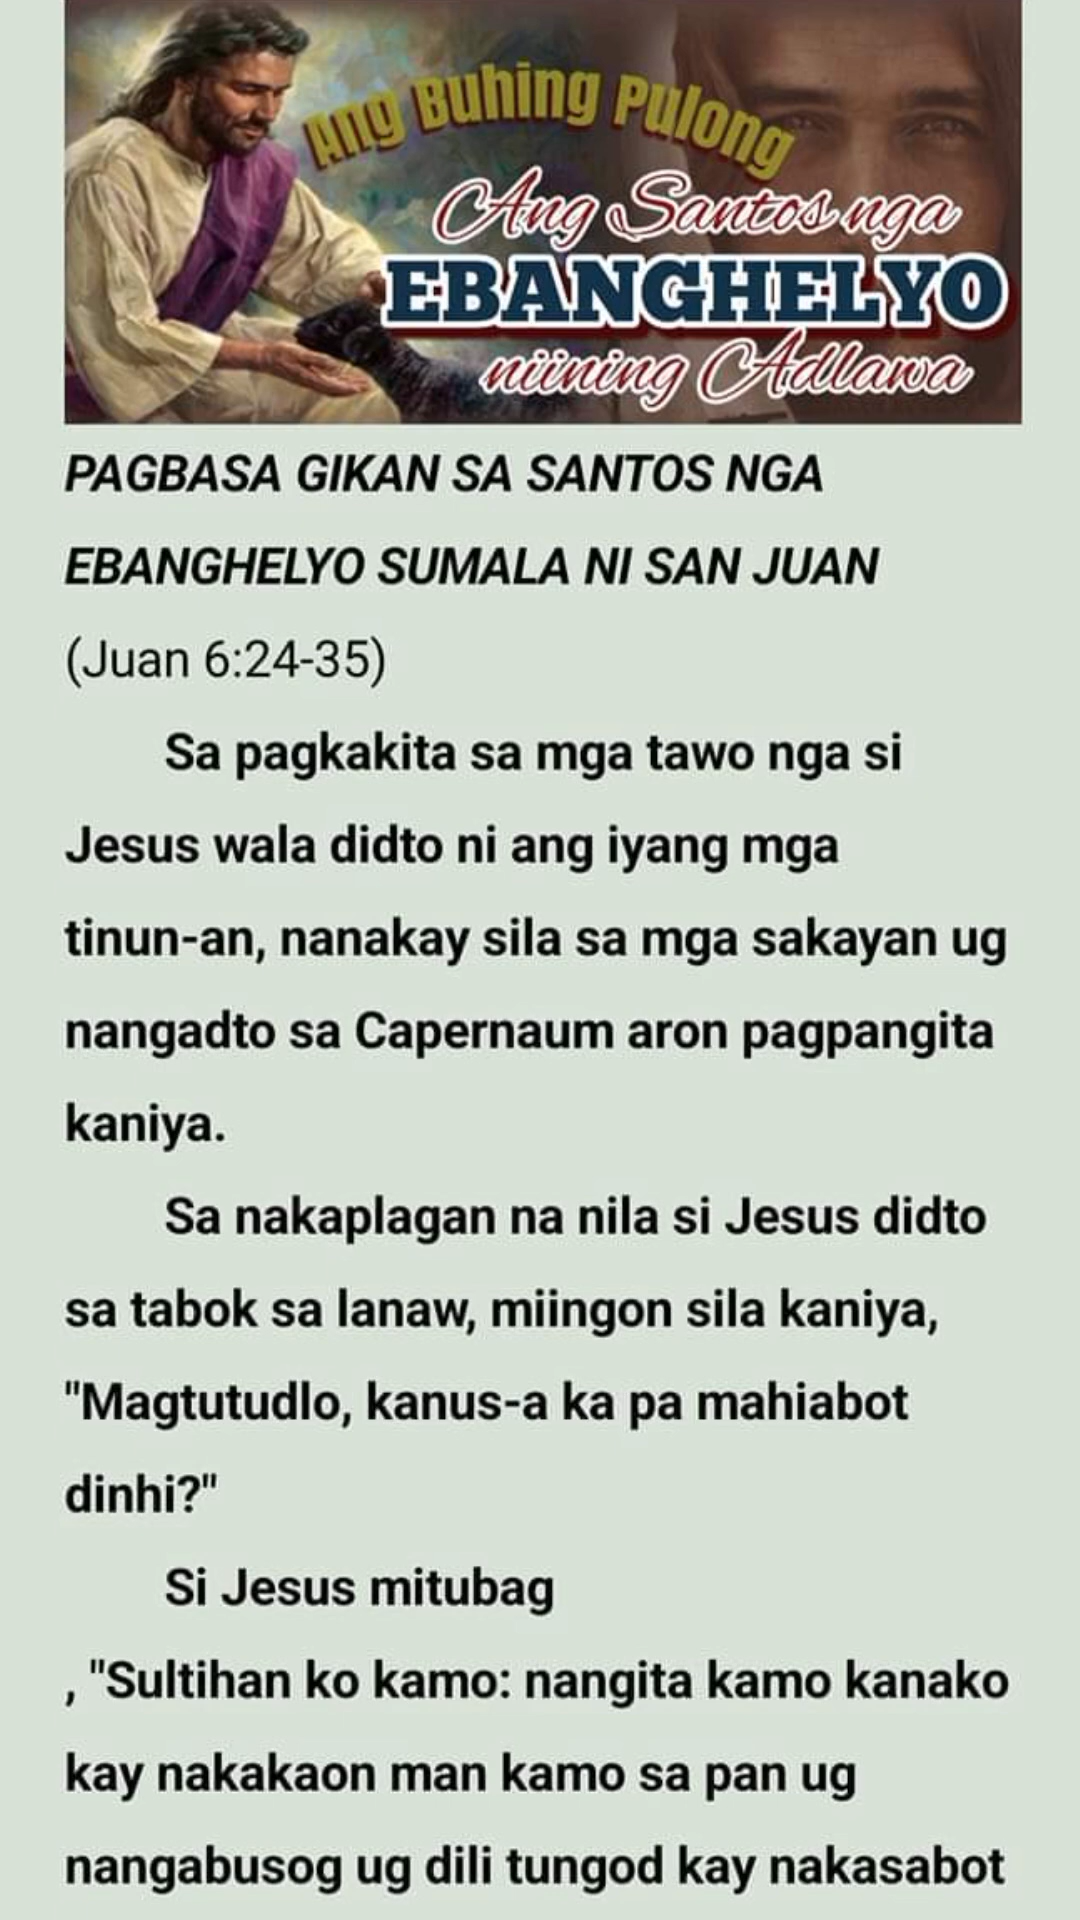 Ang Buhing Pulong
Ang Santos nga
EBANGHELYO
niining Adlawa
PAGBASA GIKAN SA SANTOS NGA
EBANGHELYO SUMALA NI SAN JUAN
(Juan 6:24-35)
Sa pagkakita sa mga tawo nga si
Jesus wala didto ni ang iyang mga
tinun-an, nanakay sila sa mga sakayan ug
nangadto sa Capernaum aron pagpangita
kaniya.
Sa nakaplagan na nila si Jesus didto
sa tabok sa lanaw, miingon sila kaniya,
"Magtutudlo, kanus-a ka pa mahiabot
dinhi?"
Si Jesus mitubag
, "Sultihan ko kamo: nangita kamo kanako
kay nakakaon man kamo sa pan ug
nangabusog ug dili tungod kay nakasabot